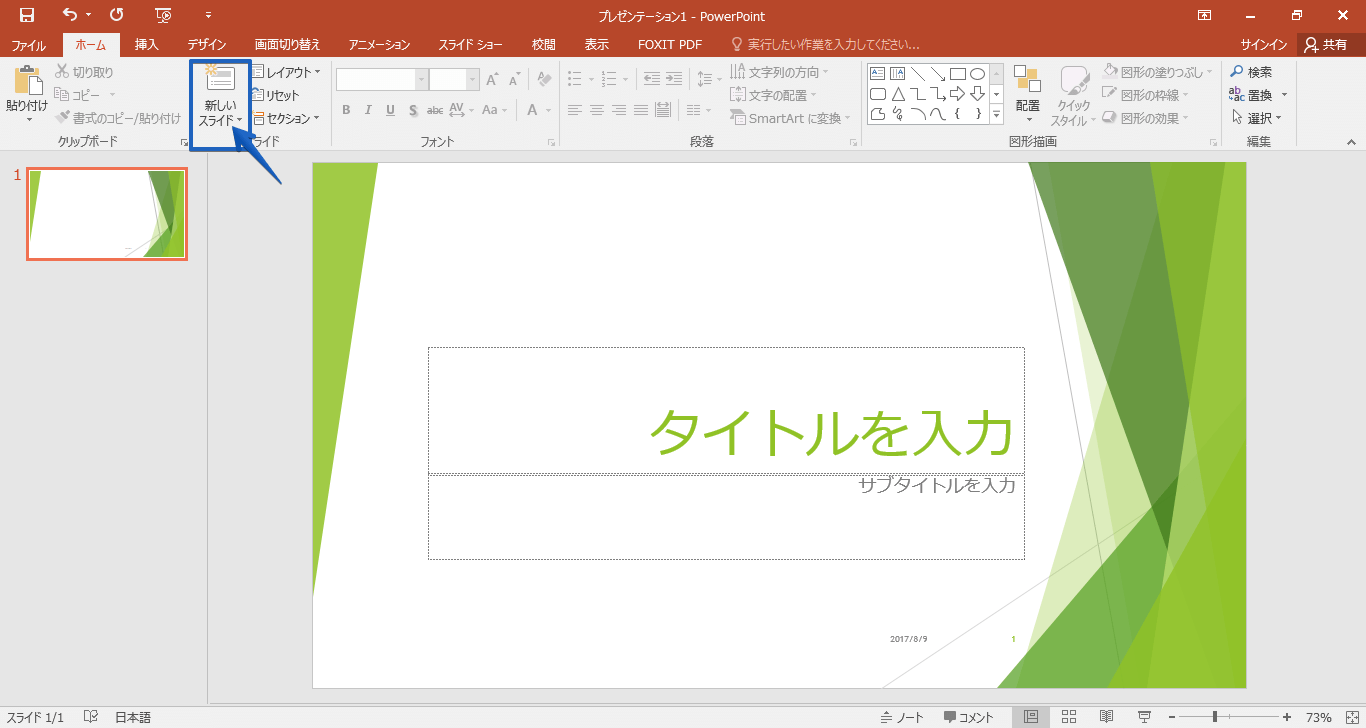 プレゼンテーション1 - PowerPoint
ファイル ホーム 挿入 デザイン 画面切り替え アニメーション スライド ショー 校閲 表示 FOXIT PDF 実行したい作業を入力してください... サインイン 共有
切り取り
コピー
書式のコピー/貼り付け
貼り付け
クリップボード
新しい
スライド
レイアウト
リセット
セクション
ライド
B I U S abc AV Aa A
フォント
文字列の方向
文字の配置
SmartArt に変換
段落
配置
クイック
スタイル
図形の塗りつぶし
図形の枠線
図形の効果
図形描画
検索
置換
選択
編集
1
タイトルを入力
サブタイトルを入力
2017/8/9 1
スライド 1/1 日本語 ノート コメント 73%